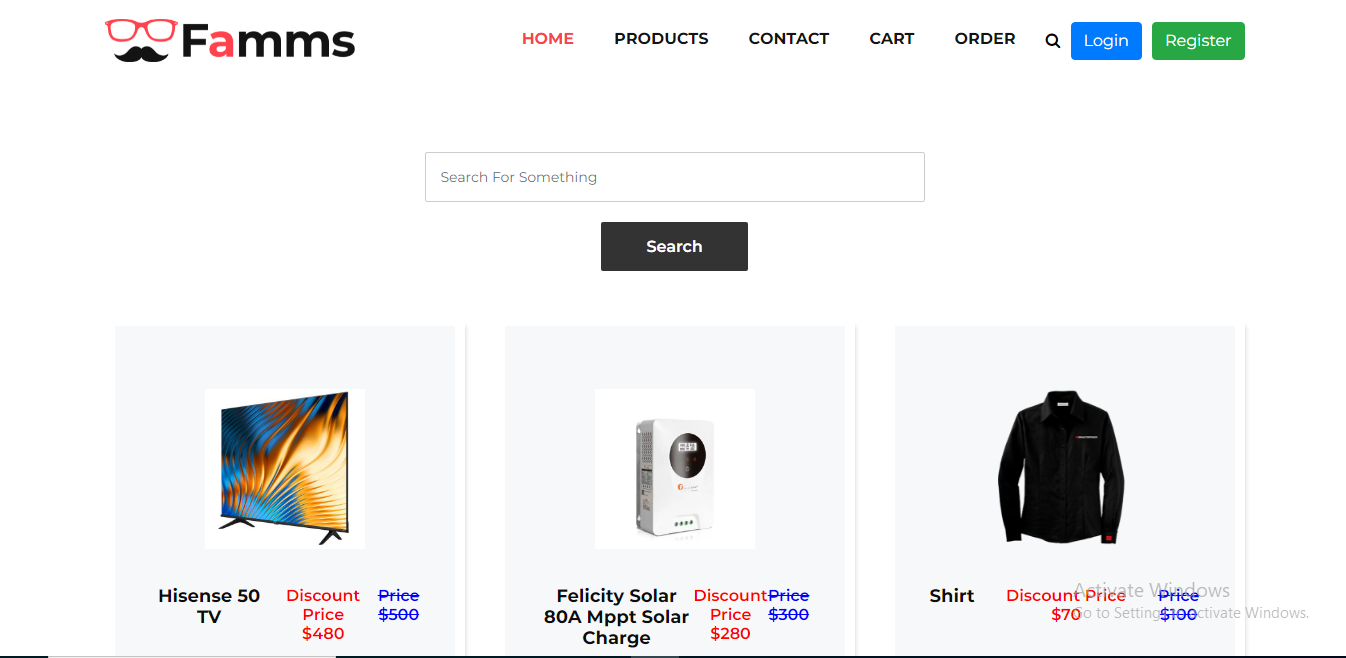 Famms
HOME PRODUCTS CONTACT CART ORDER Login Register
Search For Something
Search
Hisense 50
TV
Discount
Price
$480
Price
$500
Felicity Solar
80A Mppt Solar
Charge
Discount
Price
$280
Price
$300
Shirt
Discount Price
$70
Price
$100
Activate Windows
Go to Settings to activate Windows.